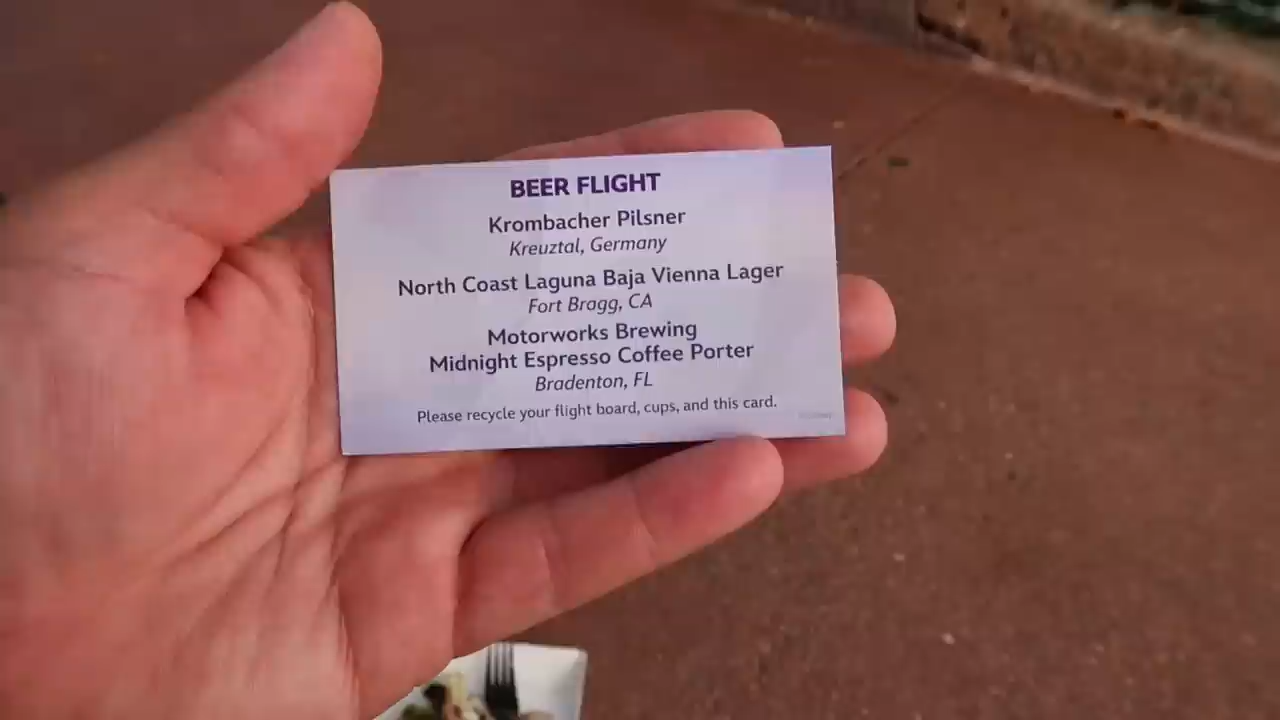 BEER FLIGHT
Krombacher Pilsner
Kreuztal, Germany
North Coast Laguna Baja Vienna Lager
Fort Bragg, CA
Motorworks Brewing
Midnight Espresso Coffee Porter
Bradenton, FL
Please recycle your flight board, cups, and this card.